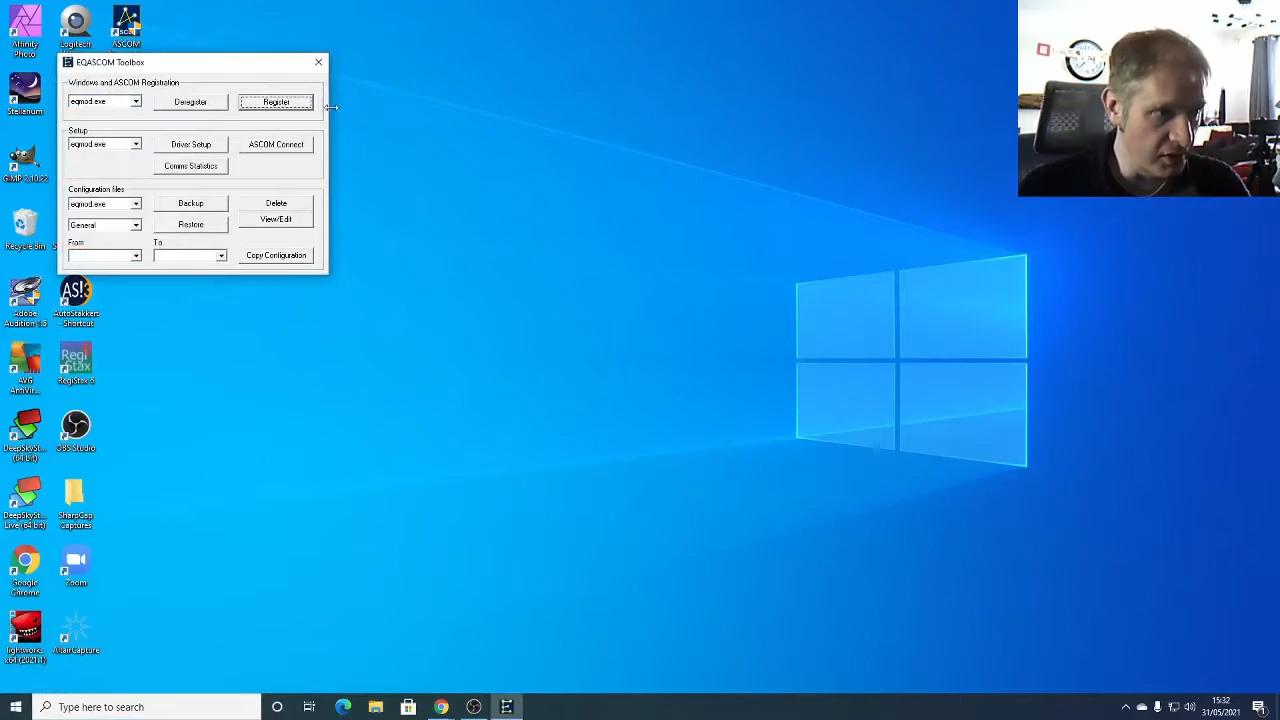 Affinity
Photo
ASCOM
EQASCOM Toolbox
Windows and ASCOM Registration
eqmod.exe
Deregister
Register
Setup
eqmod.exe
Driver Setup
ASCOM Connect
Comms Statistics
Configuration files
eqmod.exe
Backup
Delete
General
Restore
View/Edit
From
To
Copy Configuration
Stellarium
GIMP 2.10.22
Recycle Bin
Adobe
Audition 1.5
AS!3
AutoStakkert
- Shortcut
AVG
AntiVir...
Regi
Stax
RegiStax 6
DeepSkySt...
(64 bit)
OBS Studio
DeepSkySt...
Live (64 bit)
SharpCap
Captures
Google
Chrome
Zoom
lightworks
x64 (2021.1)
AltairCapture
Type here to search
15:32
31/05/2021